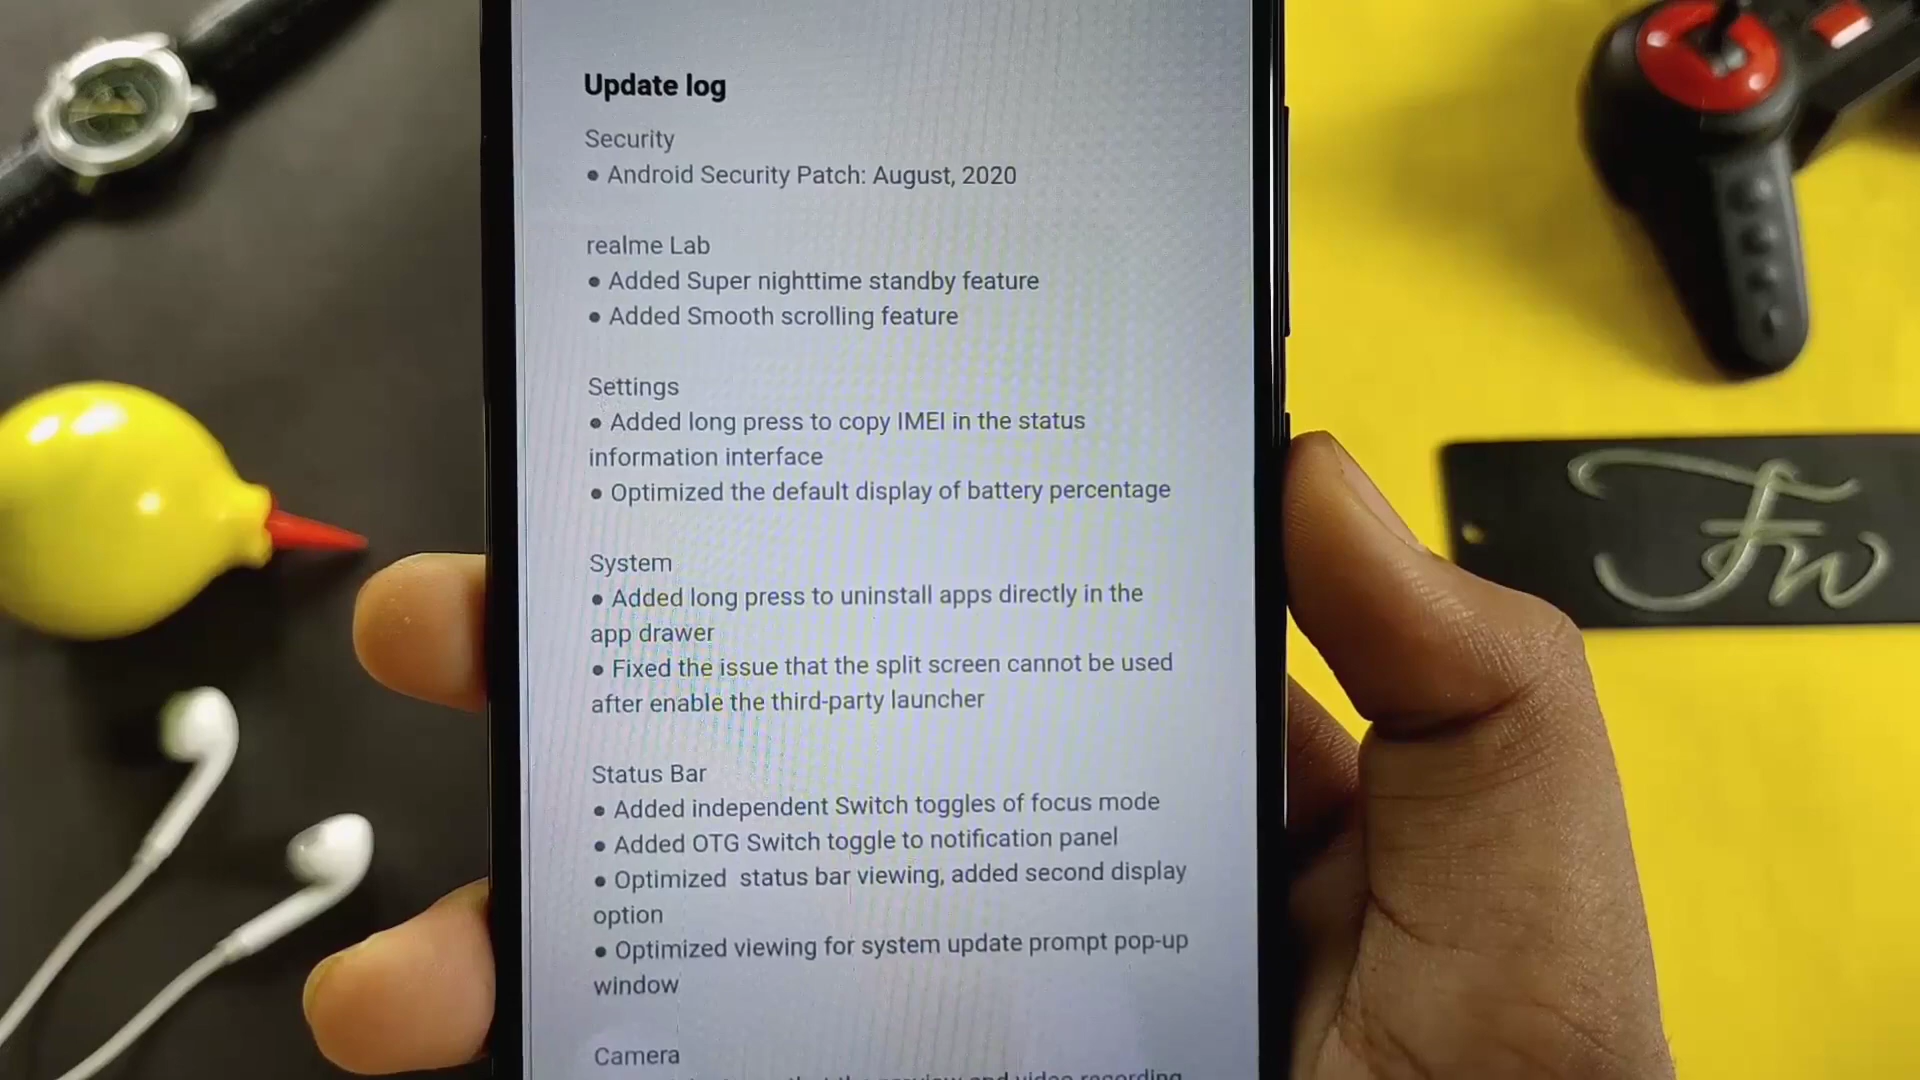 Update log
Security
● Android Security Patch: August, 2020
realme Lab
● Added Super nighttime standby feature
● Added Smooth scrolling feature
Settings
● Added long press to copy IMEI in the status
information interface
● Optimized the default display of battery percentage
System
● Added long press to uninstall apps directly in the
app drawer
● Fixed the issue that the split screen cannot be used
after enable the third-party launcher
Status Bar
● Added independent Switch toggles of focus mode
● Added OTG Switch toggle to notification panel
● Optimized  status bar viewing, added second display
option
● Optimized viewing for system update prompt pop-up
window
Camera
and video recording
Fw